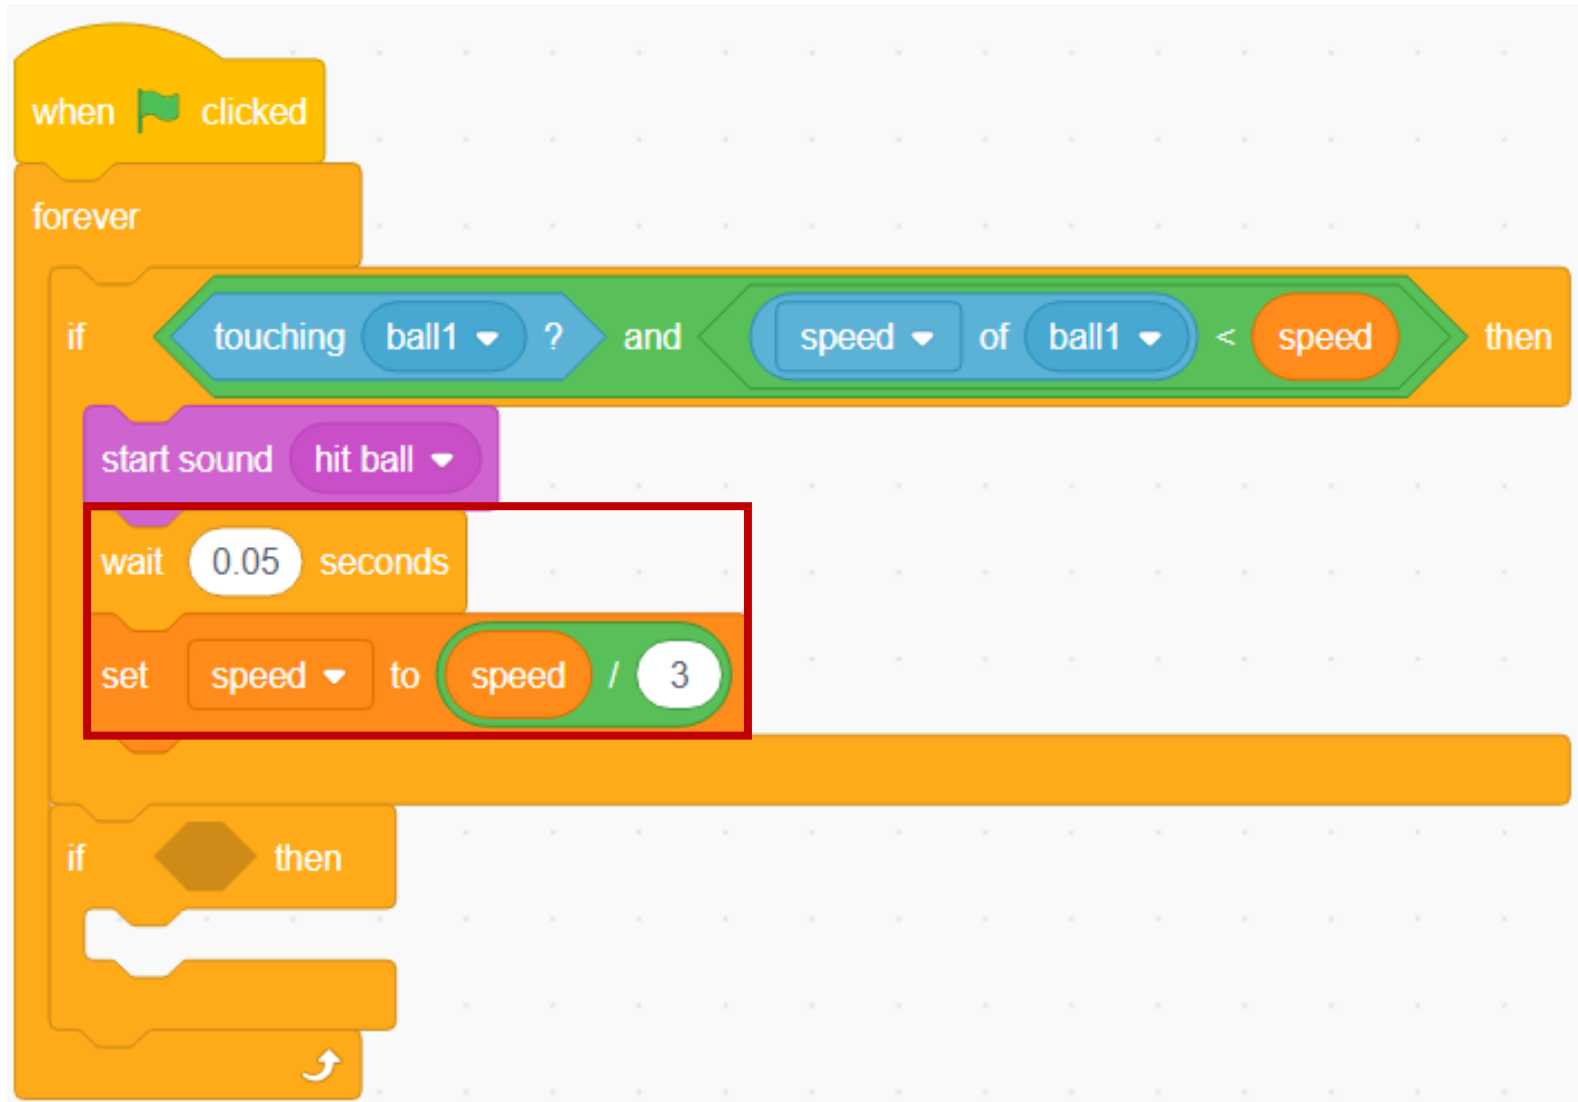 when clicked
forever
if touching ball1 ? and speed of ball1 < speed then
start sound hit ball
wait 0.05 seconds
set speed to speed / 3
if then